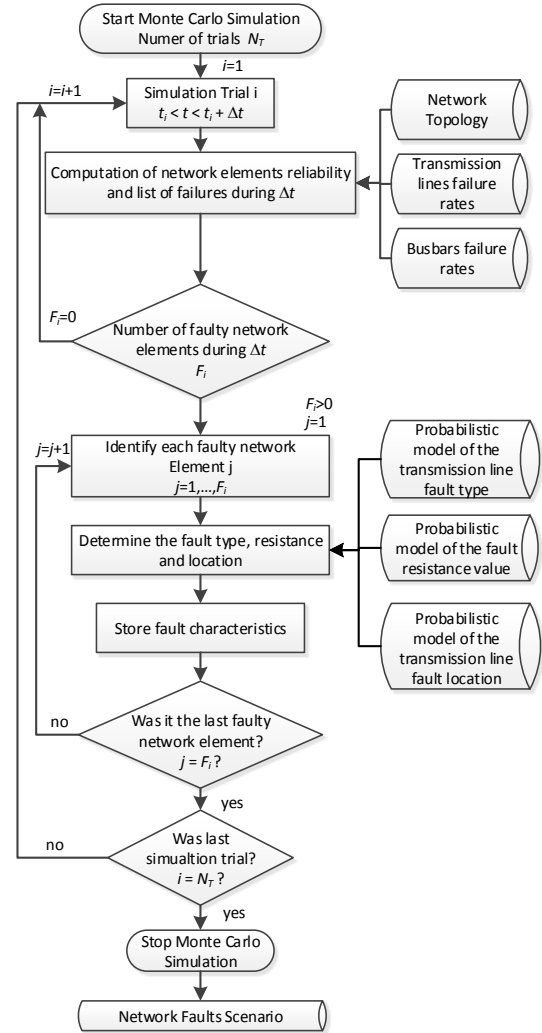 Start Monte Carlo Simulation
Numer of trials N_T
i=1
i=i+1
Simulation Trial i
t_i < t < t_i + Δt
Network
Topology
Computation of network elements reliability
and list of failures during Δt
Transmission
lines failure
rates
Busbars failure
rates
F_i=0
Number of faulty network
elements during Δt
F_i
F_i>0
j=1
j=j+1
Identify each faulty network
Element j
j=1,...,F_i
Probabilistic
model of the
transmission line
fault type
Determine the fault type, resistance
and location
Probabilistic
model of the fault
resistance value
Store fault characteristics
Probabilistic
model of the
transmission line
fault location
no
Was it the last faulty
network element?
j = F_i ?
yes
no
Was last
simualtion trial?
i = N_T ?
yes
Stop Monte Carlo
Simulation
Network Faults Scenario